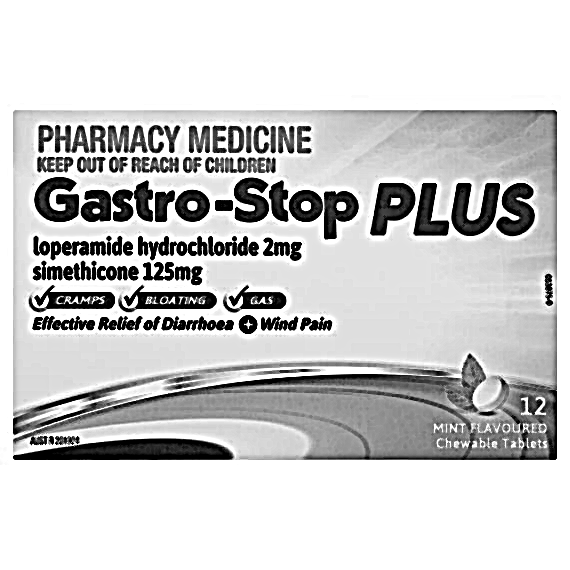 PHARMACY MEDICINE
KEEP OUT OF REACH OF CHILDREN
Gastro-Stop PLUS
loperamide hydrochloride 2mg
simethicone 125mg
CRAMPS BLOATING GAS
Effective Relief of Diarrhoea + Wind Pain
12
MINT FLAVOURED
Chewable Tablets
AUST R